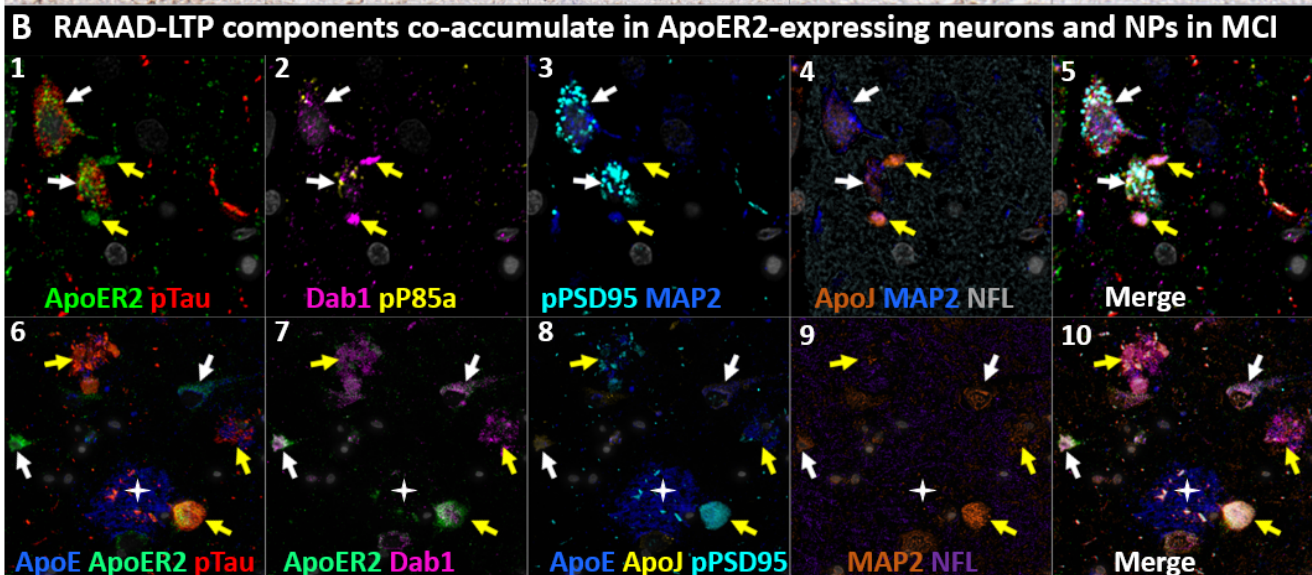 B RAAAD-LTP components co-accumulate in ApoER2-expressing neurons and NPs in MCI
1 2 3 4 5
ApoER2 pTau Dab1 pP85a pPSD95 MAP2 ApoJ MAP2 NFL Merge
6 7 8 9 10
ApoE ApoER2 pTau ApoER2 Dab1 ApoE ApoJ pPSD95 MAP2 NFL Merge